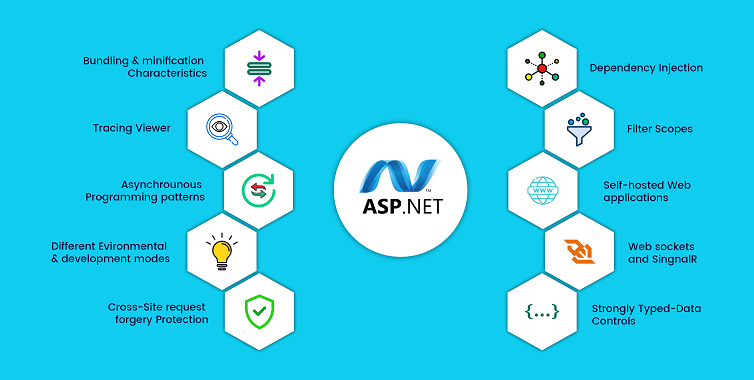 Bundling & minification
Characteristics
Tracing Viewer
Asynchrounous
Programming patterns
Different Evironmental
& development modes
Cross-Site request
forgery Protection
ASP.NET
TM
Dependency Injection
Filter Scopes
WWW
Self-hosted Web
applications
Web sockets
and SingnalR
{...}
Strongly Typed-Data
Controls